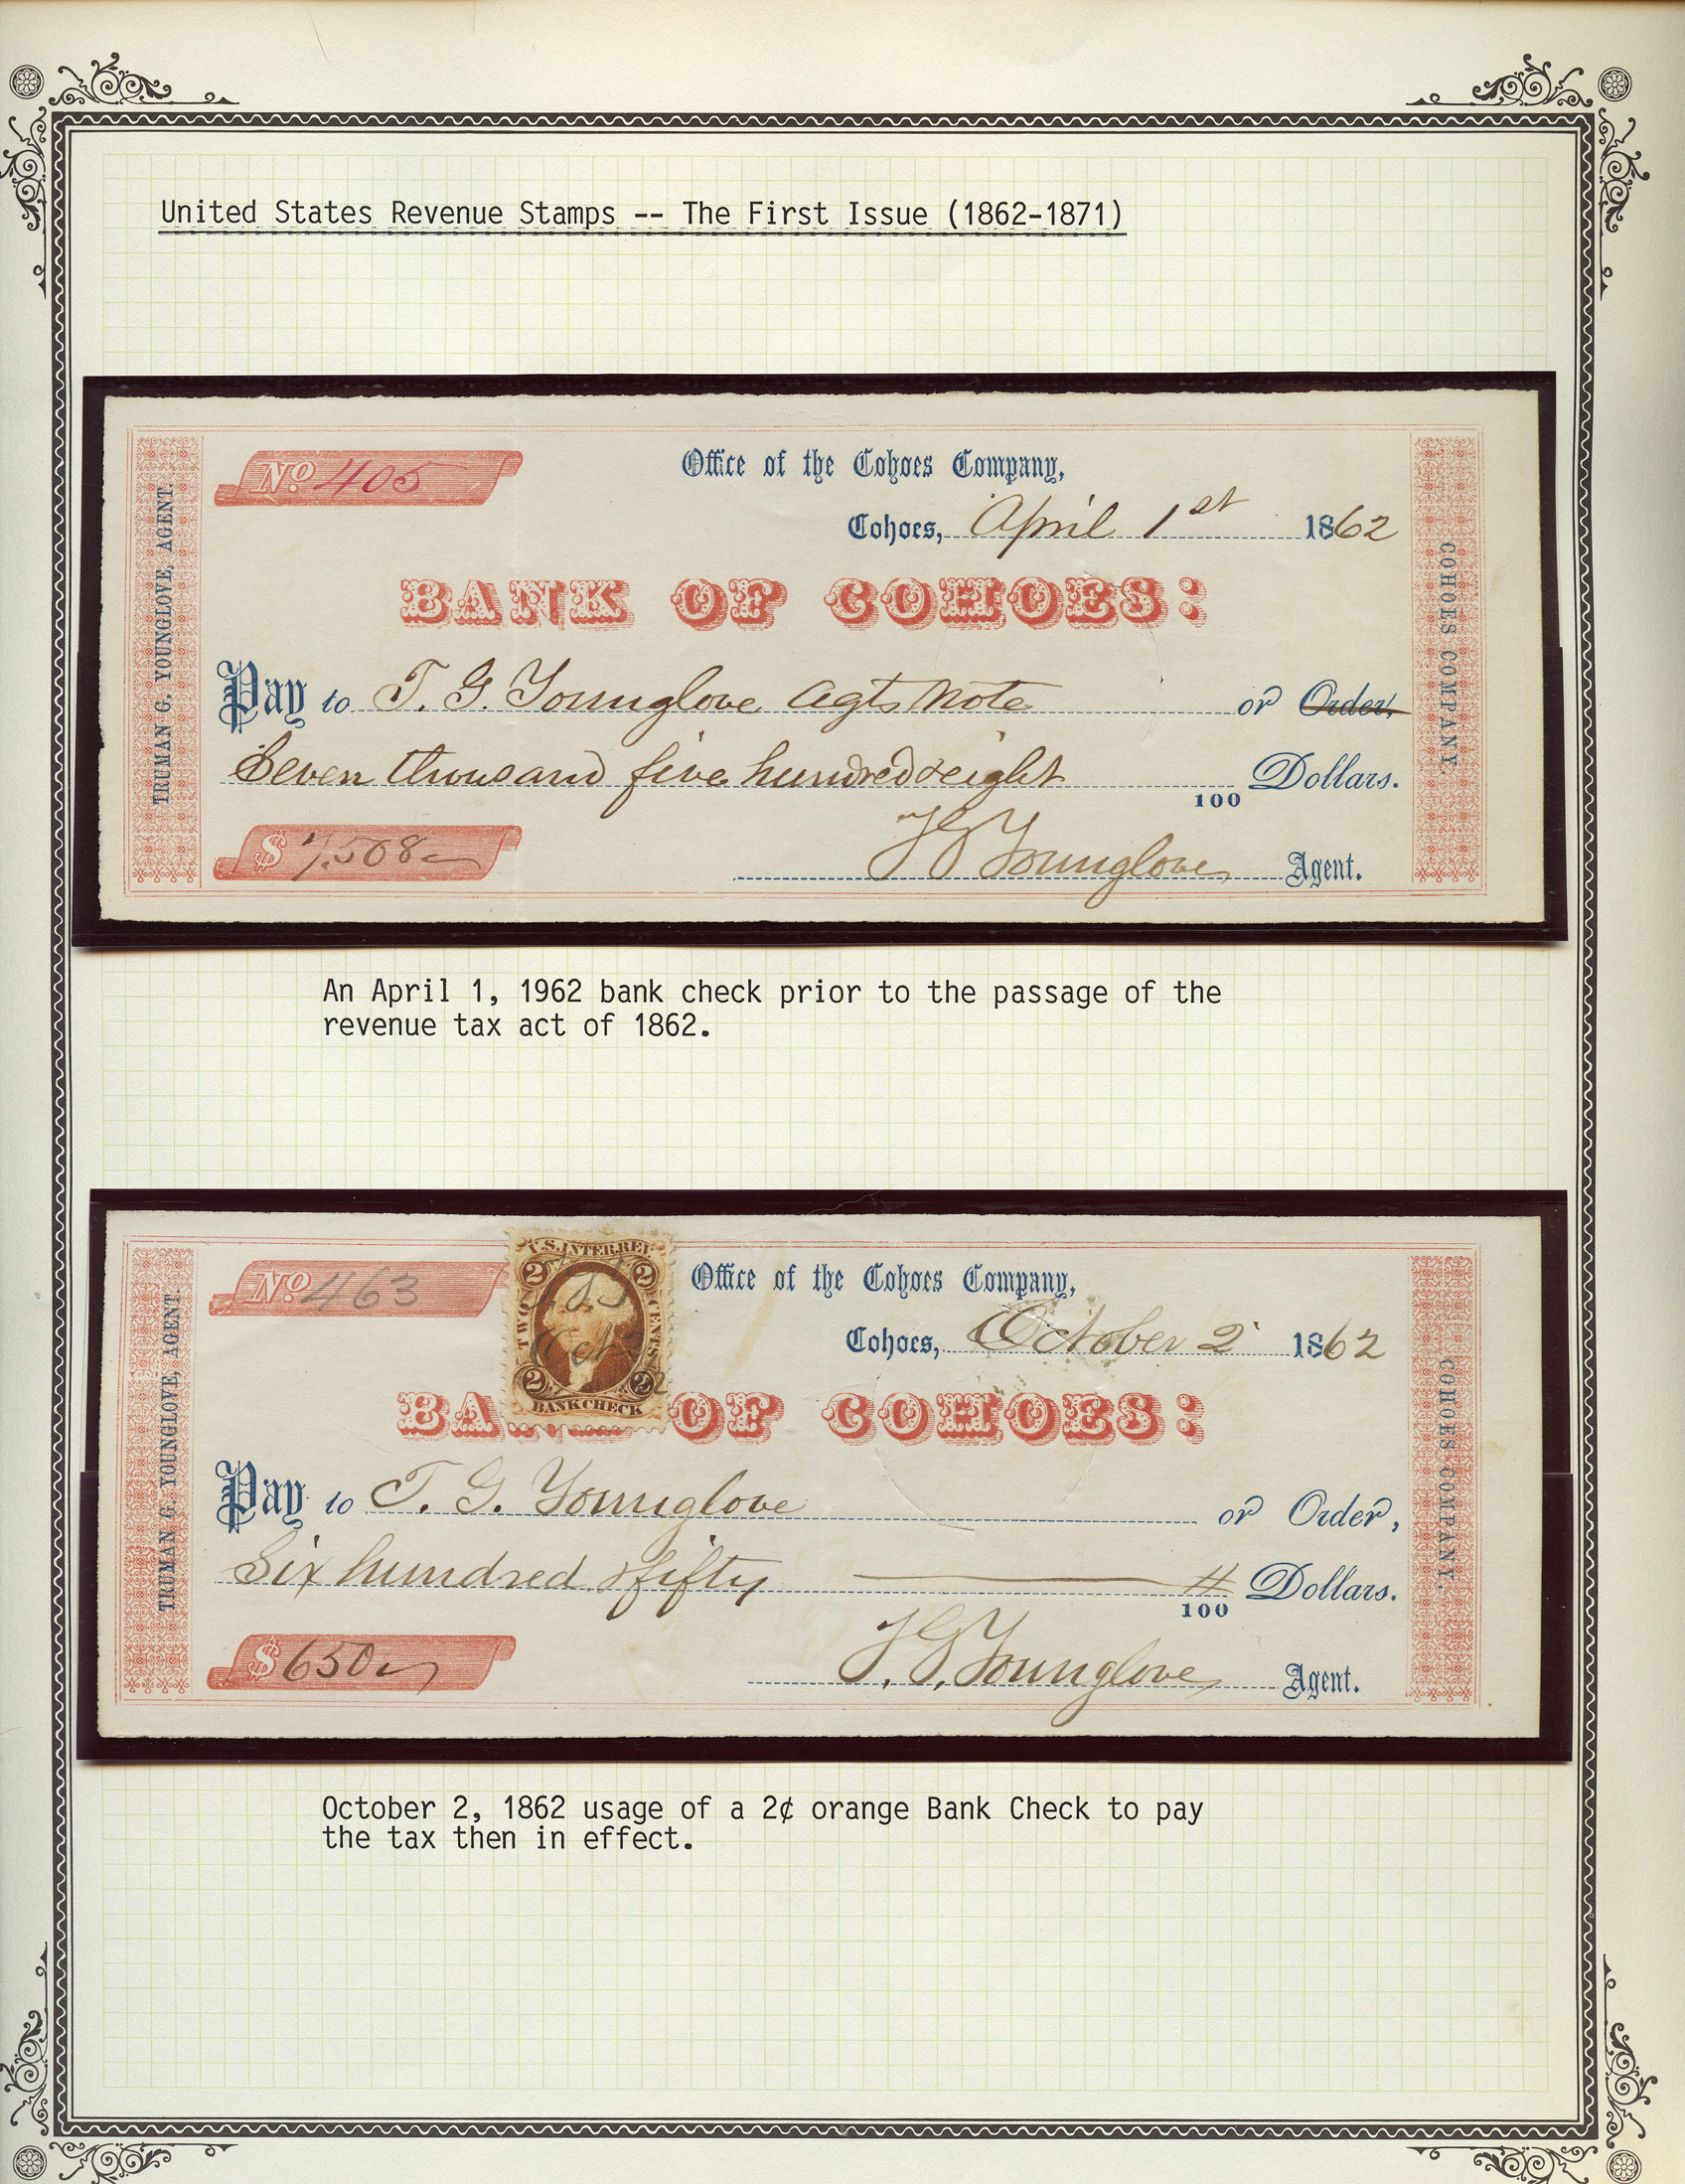 United States Revenue Stamps -- The First Issue (1862-1871)
No 405
Office of the Cohoes Company,
Cohoes, April 1st 1862
BANK OF COHOES:
Pay to T. G. Younglove Agts Note or Order,
Seven thousand five hundred & eight 100 Dollars.
$ 7,508
T G Younglove Agent.
TRUMAN G. YOUNGLOVE, AGENT.
COHOES COMPANY.
An April 1, 1962 bank check prior to the passage of the
revenue tax act of 1862.
No 463
U.S. INTER. REV.
2 2
TWO CENTS
Oct 2
2 2
BANK CHECK
Office of the Cohoes Company,
Cohoes, October 2 1862
BA OF COHOES:
Pay to T. G. Younglove or Order,
Six hundred & fifty 100 Dollars.
$ 650
T. G. Younglove Agent.
TRUMAN G. YOUNGLOVE, AGENT.
COHOES COMPANY.
October 2, 1862 usage of a 2¢ orange Bank Check to pay
the tax then in effect.